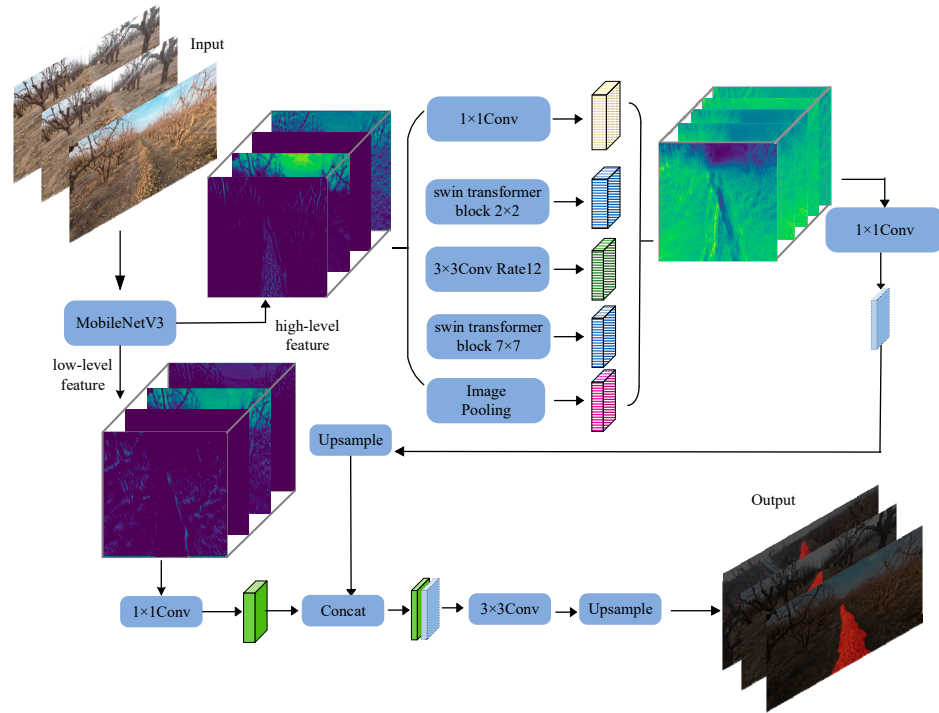 Input
1×1Conv
swin transformer
block 2×2
3×3Conv Rate12
swin transformer
block 7×7
Image
Pooling
1×1Conv
MobileNetV3
high-level
feature
low-level
feature
Upsample
Output
1×1Conv
Concat
3×3Conv
Upsample